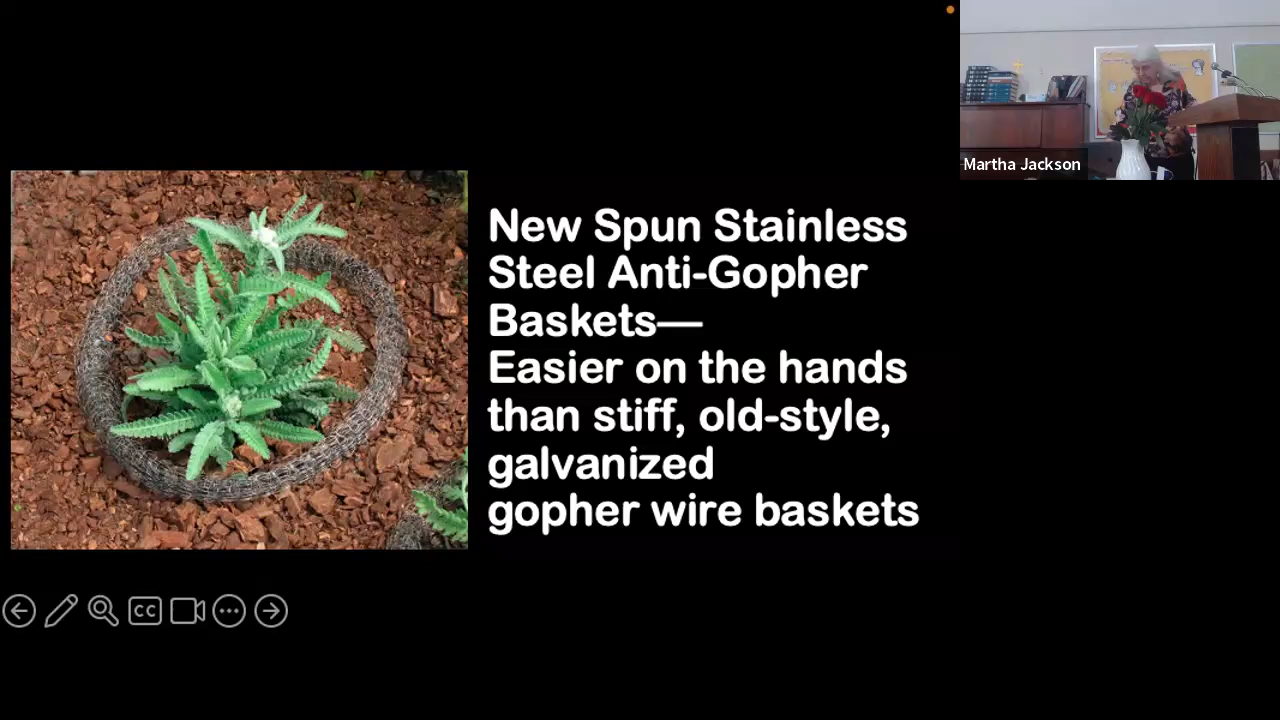 New Spun Stainless
Steel Anti-Gopher
Baskets—
Easier on the hands
than stiff, old-style,
galvanized
gopher wire baskets
Martha Jackson
CC